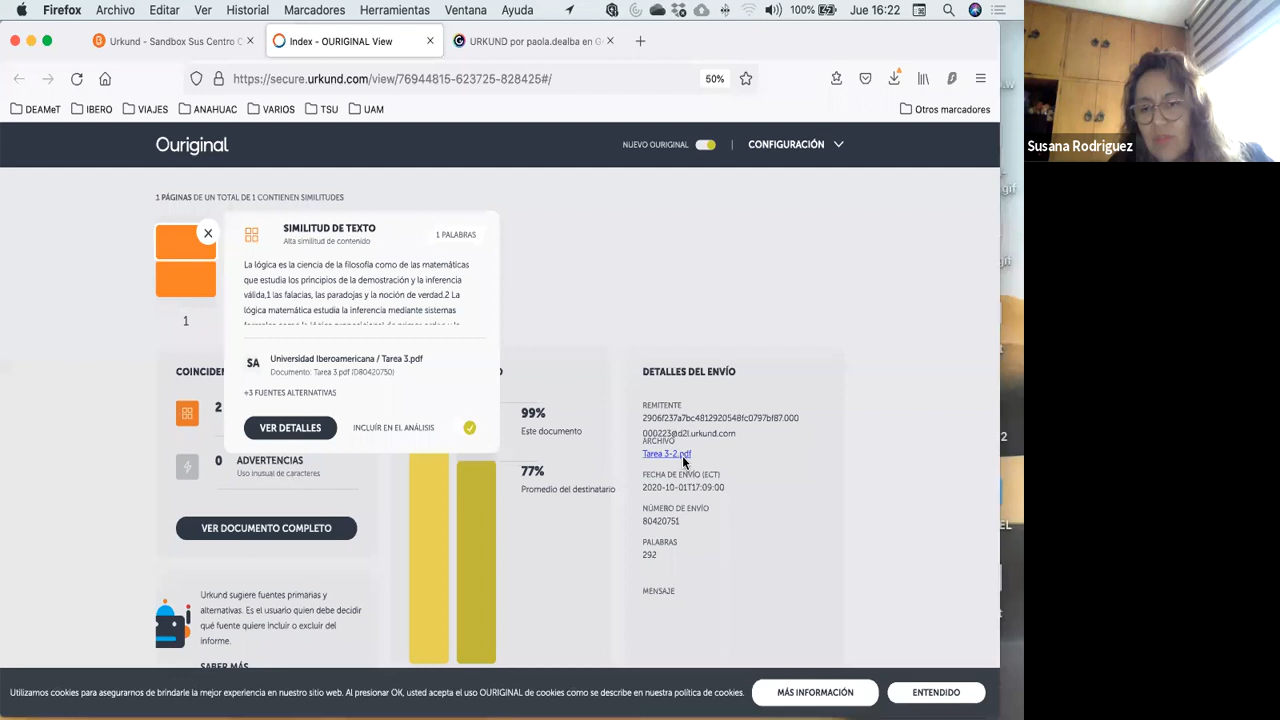 Firefox Archivo Editar Ver Historial Marcadores Herramientas Ventana Ayuda 100% Jue 16:22
Urkund - Sandbox Sus Centro C
Index - OURIGINAL View
URKUND por paola.dealba en G
https://secure.urkund.com/view/76944815-623725-828425#/
50%
DEAMeT IBERO VIAJES ANAHUAC VARIOS TSU UAM Otros marcadores
Susana Rodriguez
Ouriginal
NUEVO OURIGINAL
CONFIGURACIÓN
1 PÁGINAS DE UN TOTAL DE 1 CONTIENEN SIMILITUDES
1
SIMILITUD DE TEXTO
Alta similitud de contenido
1 PALABRAS
La lógica es la ciencia de la filosofía como de las matemáticas
que estudia los principios de la demostración y la inferencia
válida,1 las falacias, las paradojas y la noción de verdad.2 La
lógica matemática estudia la inferencia mediante sistemas
formales como la lógica proposicional de primer orden y la
SA
Universidad Iberoamericana / Tarea 3.pdf
Documento: Tarea 3.pdf (D80420750)
+3 FUENTES ALTERNATIVAS
VER DETALLES
INCLUÍR EN EL ANÁLISIS
COINCIDEN
2
0
ADVERTENCIAS
Uso inusual de caracteres
VER DOCUMENTO COMPLETO
Urkund sugiere fuentes primarias y
alternativas. Es el usuario quien debe decidir
qué fuente quiere incluir o excluir del
informe.
SABER MÁS
O
99%
Este documento
77%
Promedio del destinatario
DETALLES DEL ENVÍO
REMITENTE
2906f237a7bc4812920548fc0797bf87.000
000223@d2l.urkund.com
ARCHIVO
Tarea 3-2.pdf
FECHA DE ENVÍO (ECT)
2020-10-01T17:09:00
NÚMERO DE ENVÍO
80420751
PALABRAS
292
MENSAJE
Utilizamos cookies para asegurarnos de brindarle la mejor experiencia en nuestro sitio web. Al presionar OK, usted acepta el uso OURIGINAL de cookies como se describe en nuestra política de cookies.
MÁS INFORMACIÓN
ENTENDIDO